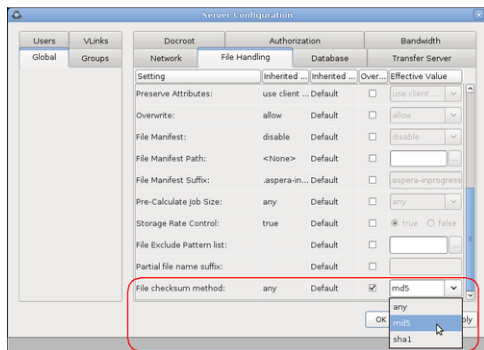 Server Configuration
Users VLinks Docroot Authorization Bandwidth
Global Groups Network File Handling Database Transfer Server
Setting Inherited ... Inherited ... Over... Effective Value
Preserve Attributes: use client ... Default use client ...
Overwrite: allow Default allow
File Manifest: disable Default disable
File Manifest Path: <None> Default ...
File Manifest Suffix: .aspera-in... Default .aspera-inprogress
Pre-Calculate Job Size: any Default any
Storage Rate Control: true Default true false
File Exclude Pattern list: Default ...
Partial file name suffix: Default
File checksum method: any Default md5
any
OK md5 ply
sha1